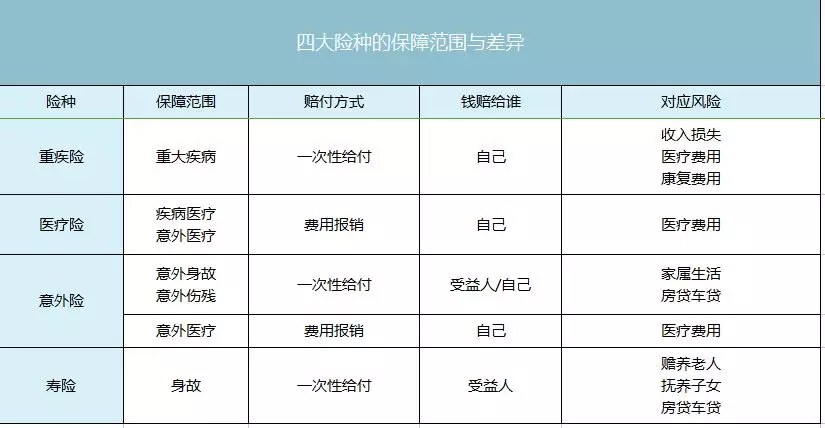 四大险种的保障范围与差异
险种 保障范围 赔付方式 钱赔给谁 对应风险
重疾险 重大疾病 一次性给付 自己 收入损失
医疗费用
康复费用
医疗险 疾病医疗
意外医疗 费用报销 自己 医疗费用
意外险 意外身故
意外伤残 一次性给付 受益人/自己 家属生活
房贷车贷
意外医疗 费用报销 自己 医疗费用
寿险 身故 一次性给付 受益人 赡养老人
抚养子女
房贷车贷